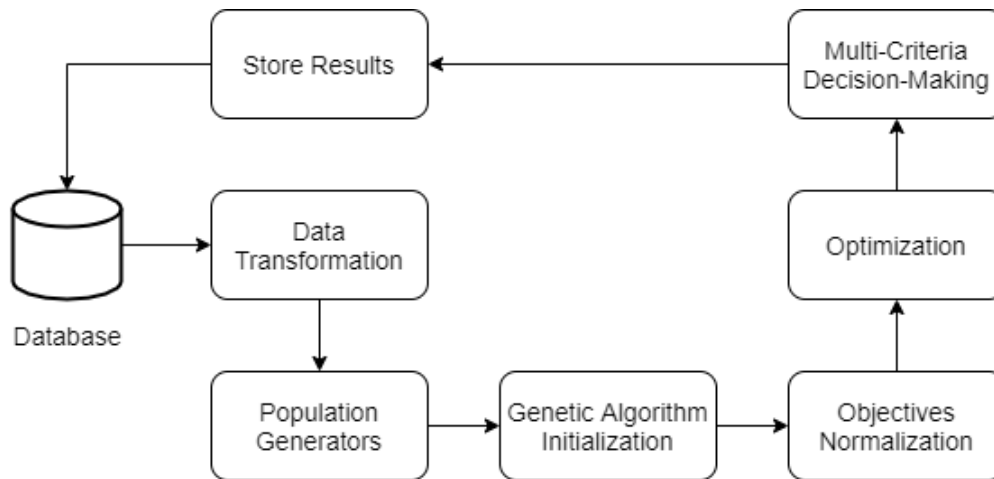 Store Results
Multi-Criteria
Decision-Making
Database
Data
Transformation
Optimization
Population
Generators
Genetic Algorithm
Initialization
Objectives
Normalization